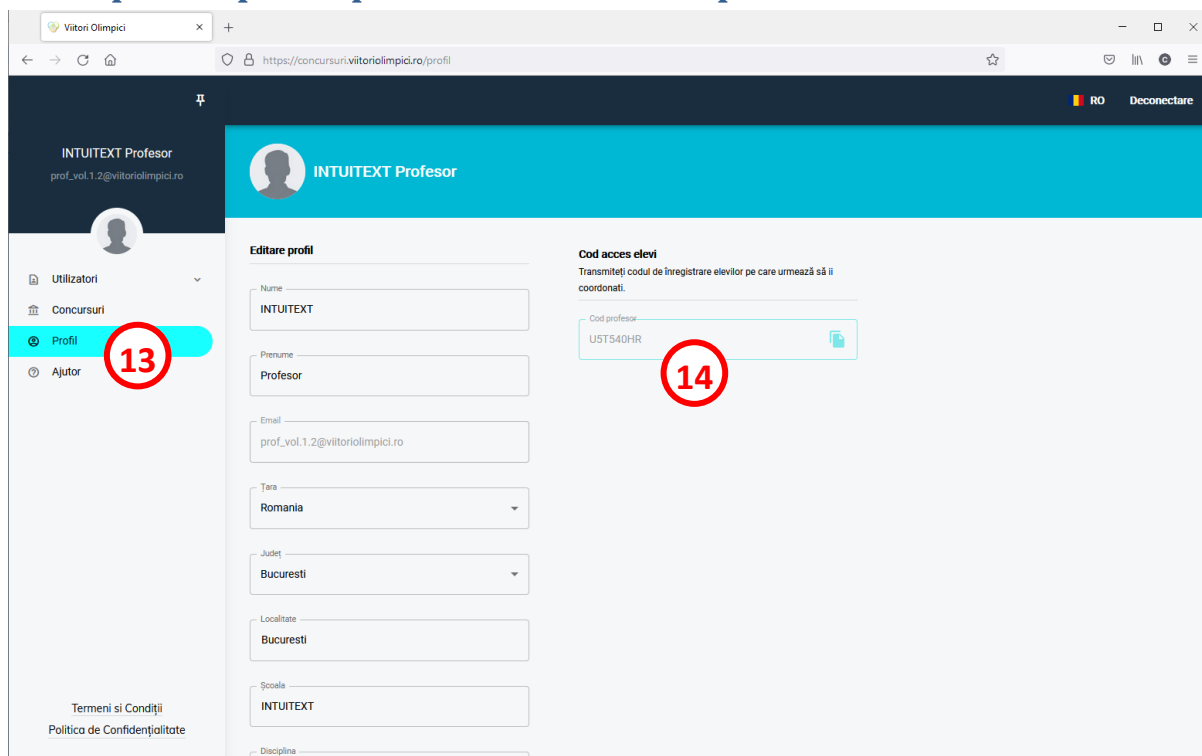 Viitori Olimpici
https://concursuri.viitoriolimpici.ro/profil
RO Deconectare
INTUITEXT Profesor
prof_vol.1.2@viitoriolimpici.ro
Utilizatori
Concursuri
Profil
13
Ajutor
Termeni si Condiții
Politica de Confidențialitate
INTUITEXT Profesor
Editare profil
Nume
INTUITEXT
Prenume
Profesor
Email
prof_vol.1.2@viitoriolimpici.ro
Țara
Romania
Județ
Bucuresti
Localitate
Bucuresti
Școala
INTUITEXT
Disciplina
Cod acces elevi
Transmiteți codul de înregistrare elevilor pe care urmează să ii
coordonati.
Cod profesor
U5T540HR
14